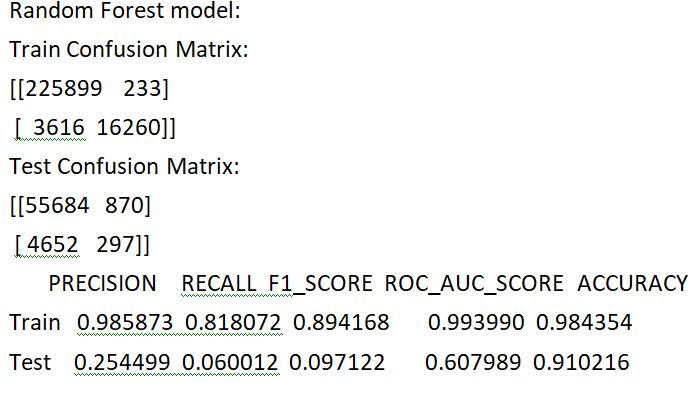 Random Forest model:
Train Confusion Matrix:
[[225899 233]
[ 3616 16260]]
Test Confusion Matrix:
[[55684 870]
[ 4652 297]]
PRECISION RECALL F1_SCORE ROC_AUC_SCORE ACCURACY
Train 0.985873 0.818072 0.894168 0.993990 0.984354
Test 0.254499 0.060012 0.097122 0.607989 0.910216